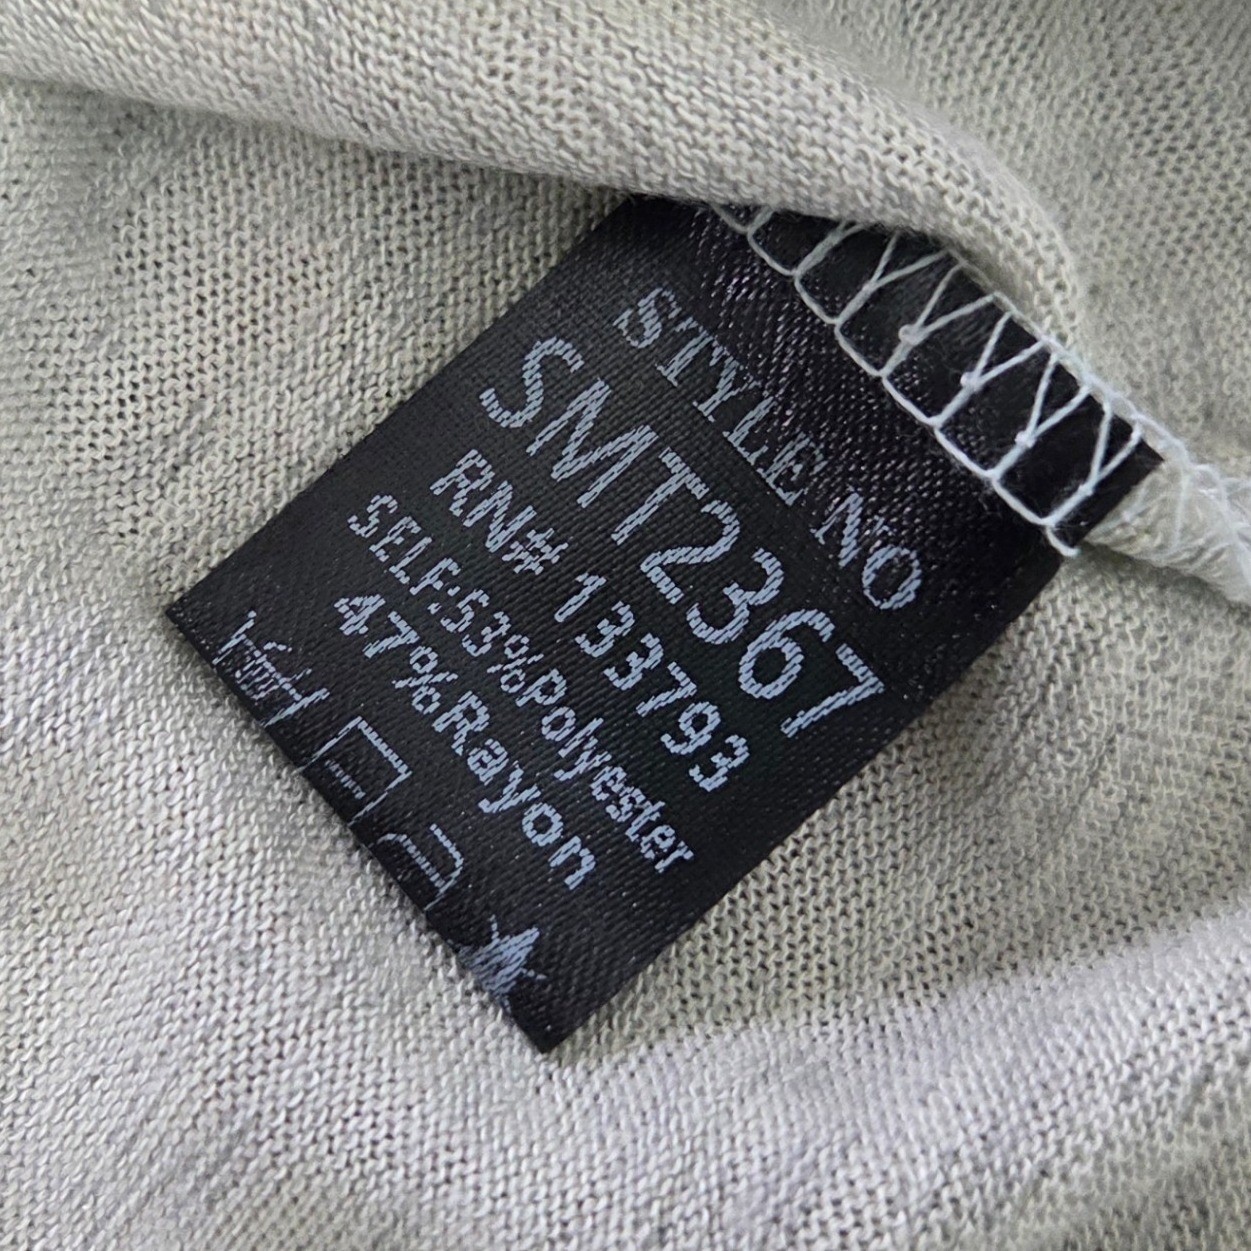 STYLE NO
SMT2367
RN# 133793
SELF:53%Polyester
47%Rayon